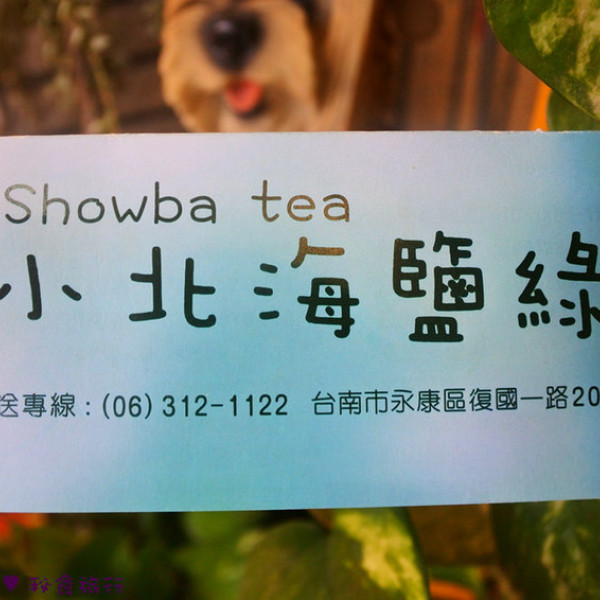 Showba tea
小北海鹽綠
送專線:(06)312-1122 台南市永康區復國一路20